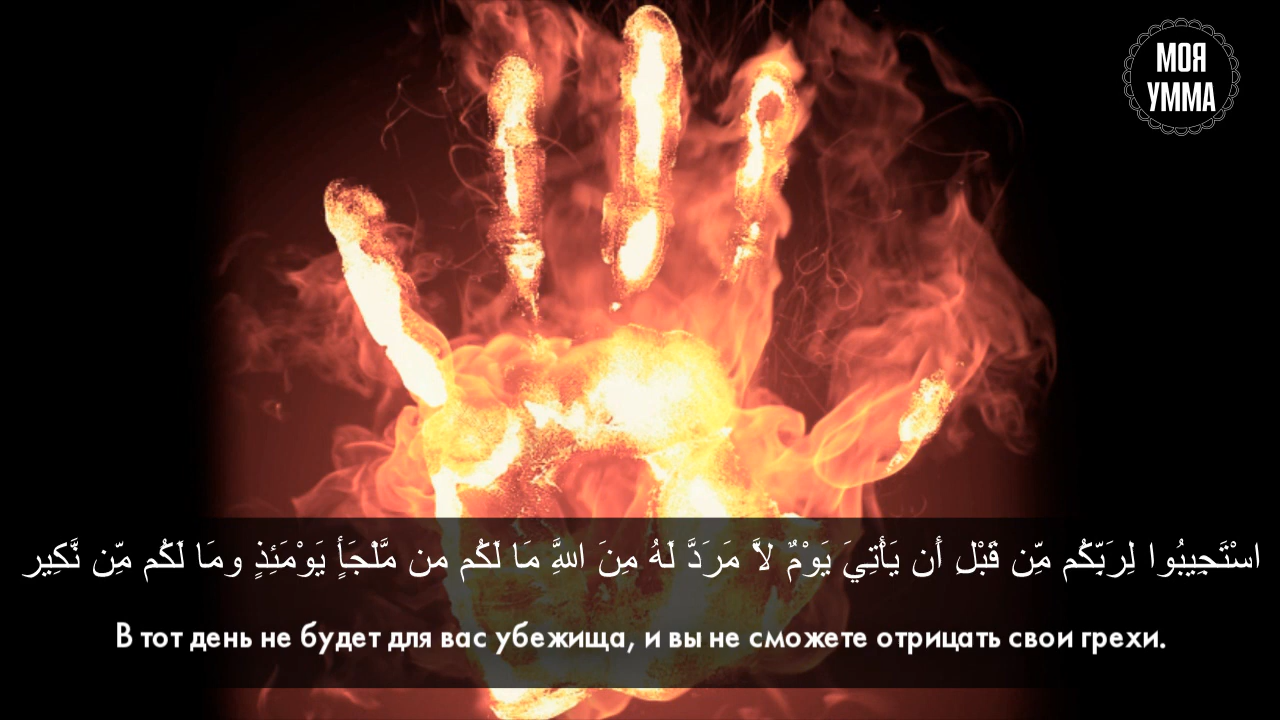 МОЯ
УММА
اسْتَجِيبُوا لِرَبِّكُم مِّن قَبْلِ أَن يَأْتِيَ يَوْمٌ لاَّ مَرَدَّ لَهُ مِنَ اللهِ مَا لَكُم من مَّلْجَأٍ يَوْمَئِذٍ ومَا لَكُم مِّن نَّكِير
В тот день не будет для вас убежища, и вы не сможете отрицать свои грехи.